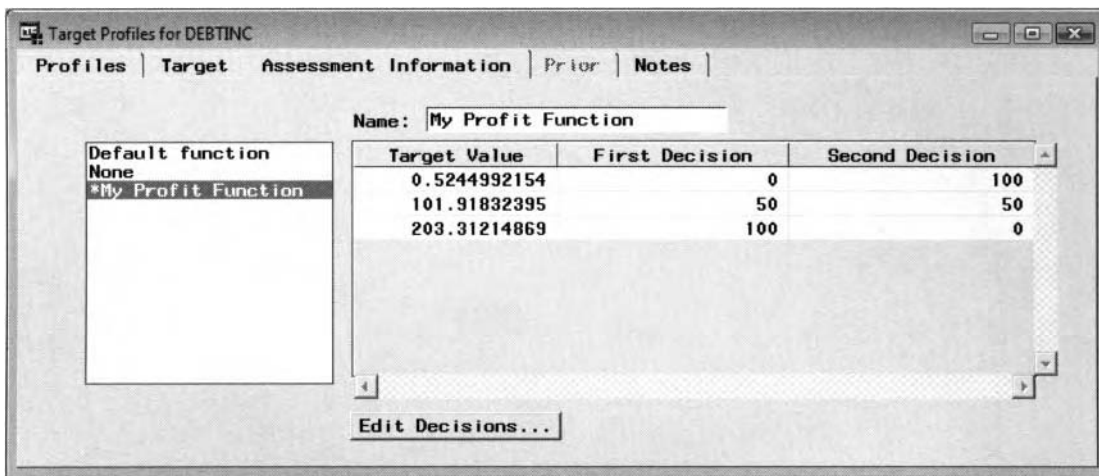 Target Profiles for DEBTINC
Profiles Target Assessment Information Prior Notes
Name: My Profit Function
Default function
None
*My Profit Function
Target Value First Decision Second Decision
0.5244992154 0 100
101.91832395 50 50
203.31214869 100 0
Edit Decisions...